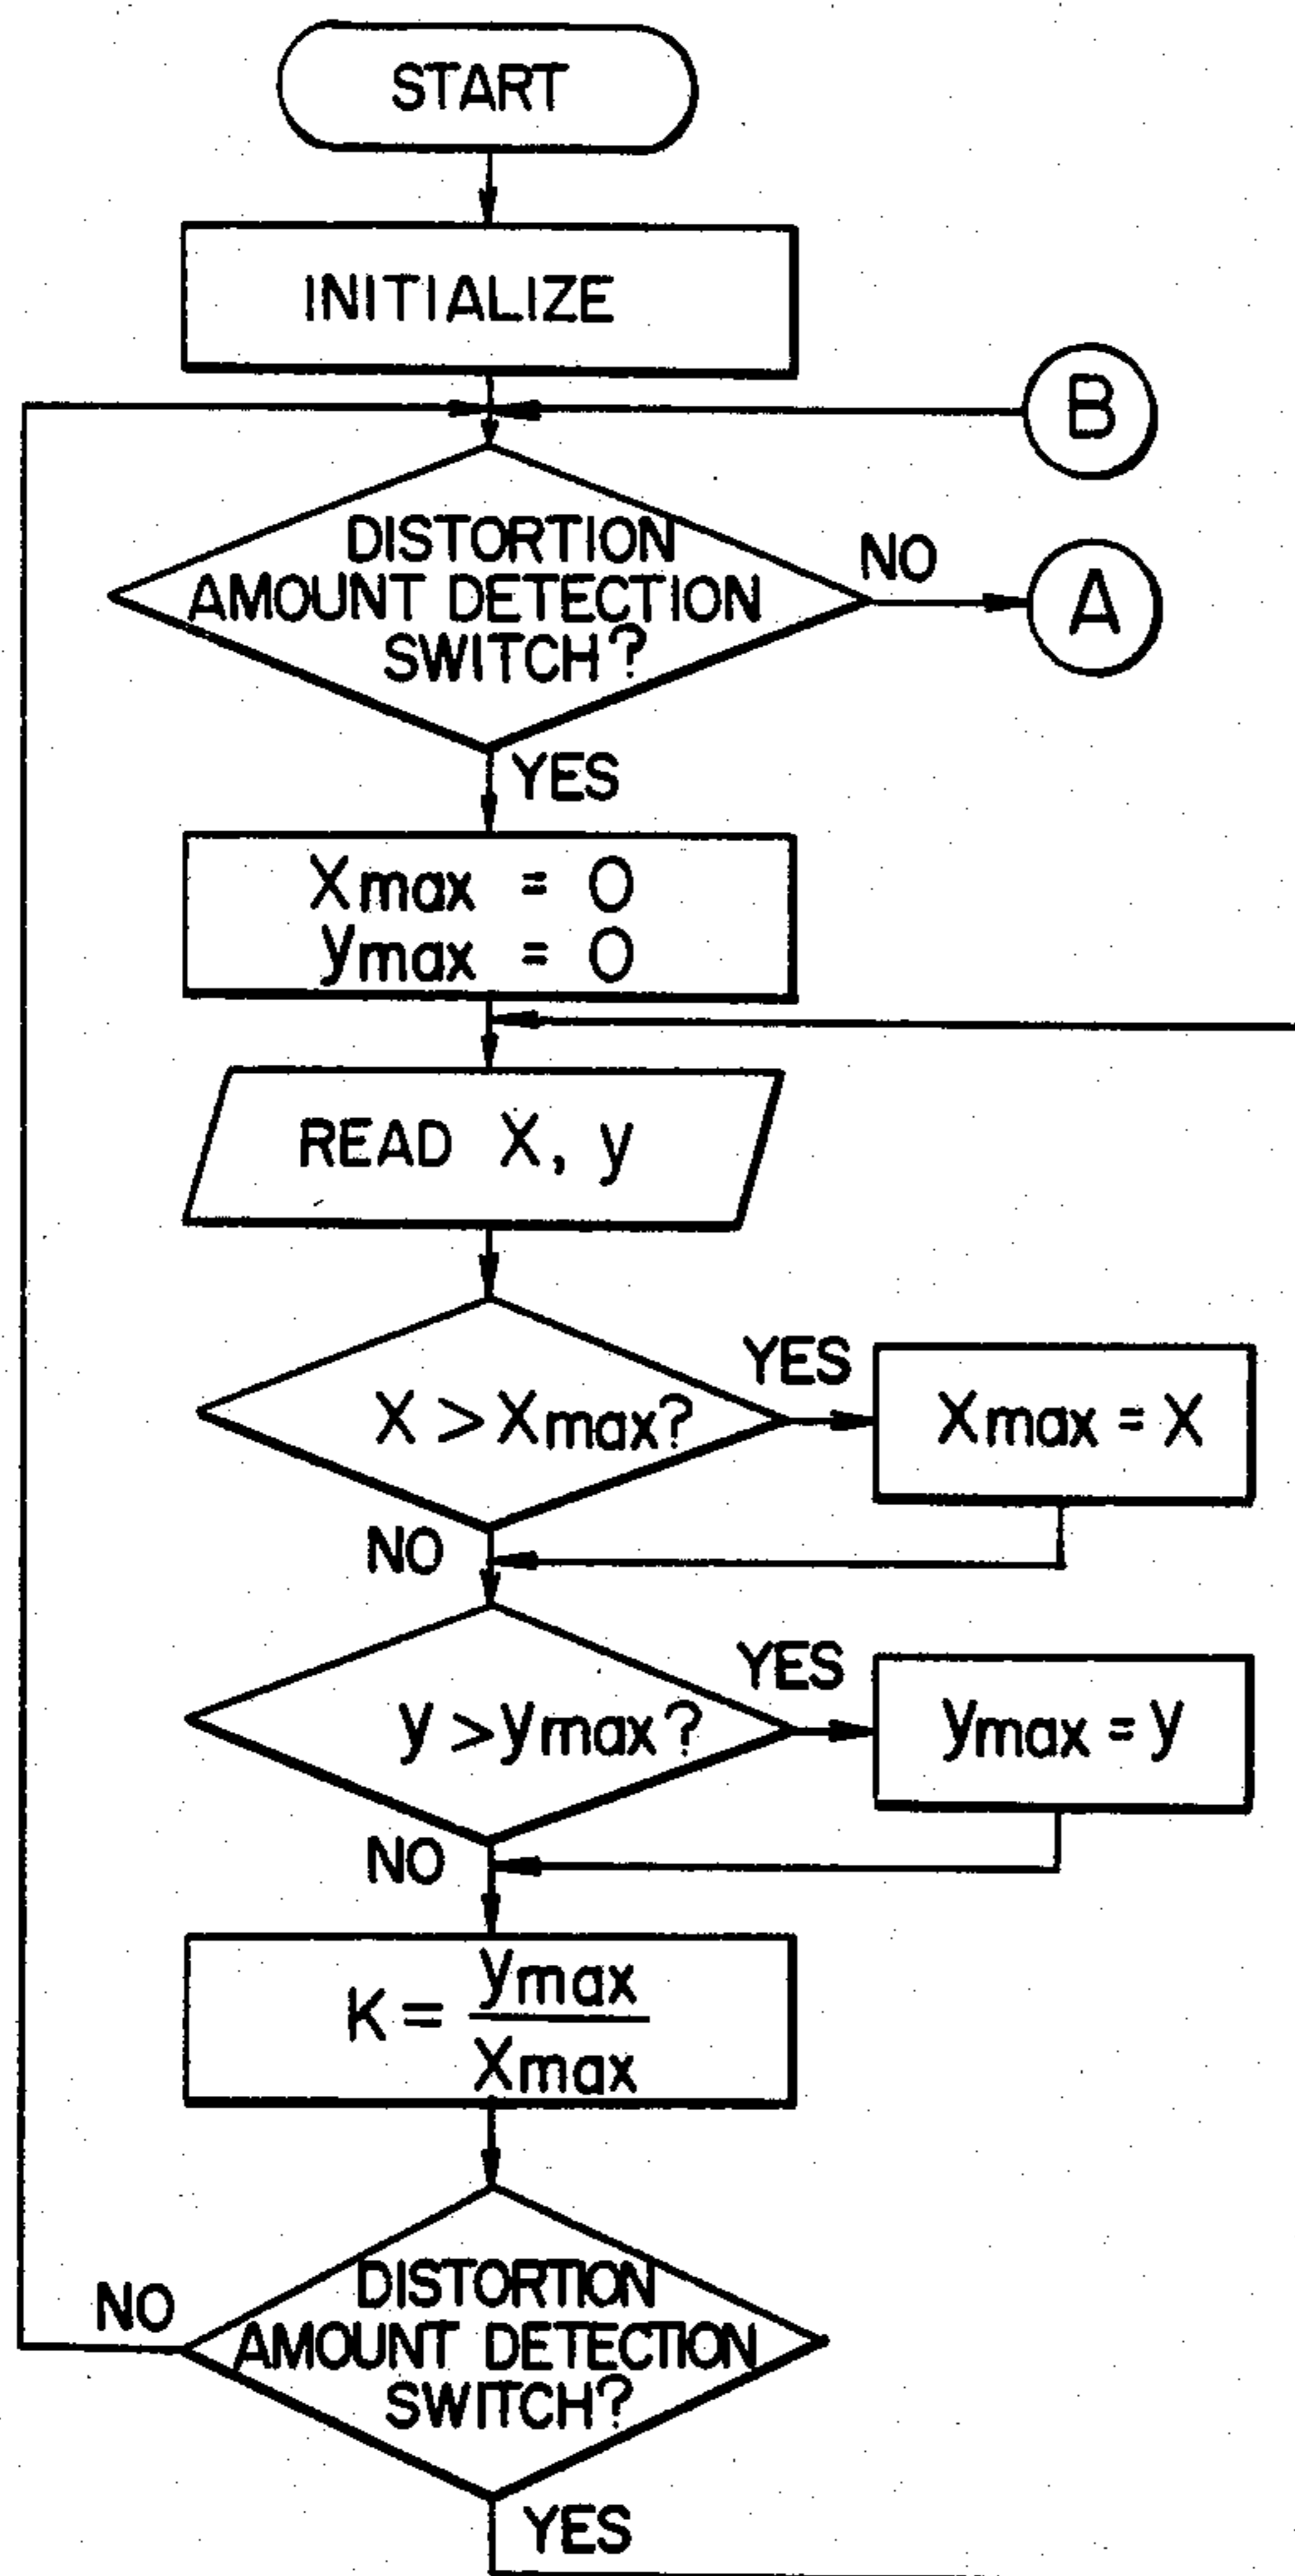 START
INITIALIZE
B
DISTORTION
AMOUNT DETECTION
SWITCH?
NO
A
YES
Xmax = 0
ymax = 0
READ X, y
X > Xmax?
YES
Xmax = X
NO
y > ymax?
YES
ymax = y
NO
K = ymax
Xmax
DISTORTION
AMOUNT DETECTION
SWITCH?
NO
YES